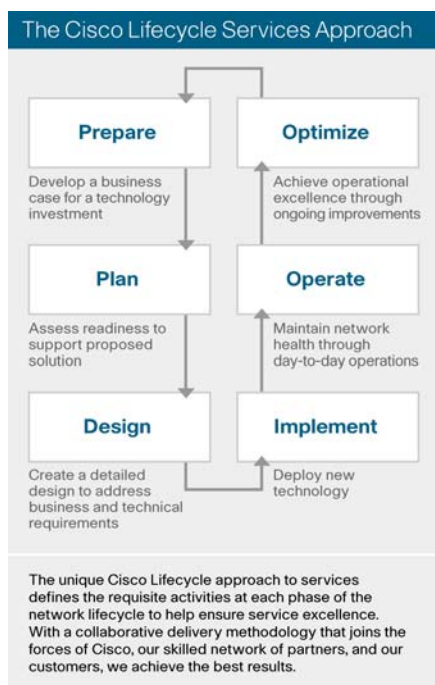 The Cisco Lifecycle Services Approach
Prepare
Develop a business
case for a technology
investment
Plan
Assess readiness to
support proposed
solution
Design
Create a detailed
design to address
business and technical
requirements
Implement
Deploy new
technology
Operate
Maintain network
health through
day-to-day operations
Optimize
Achieve operational
excellence through
ongoing improvements
The unique Cisco Lifecycle approach to services
defines the requisite activities at each phase of the
network lifecycle to help ensure service excellence.
With a collaborative delivery methodology that joins the
forces of Cisco, our skilled network of partners, and our
customers, we achieve the best results.